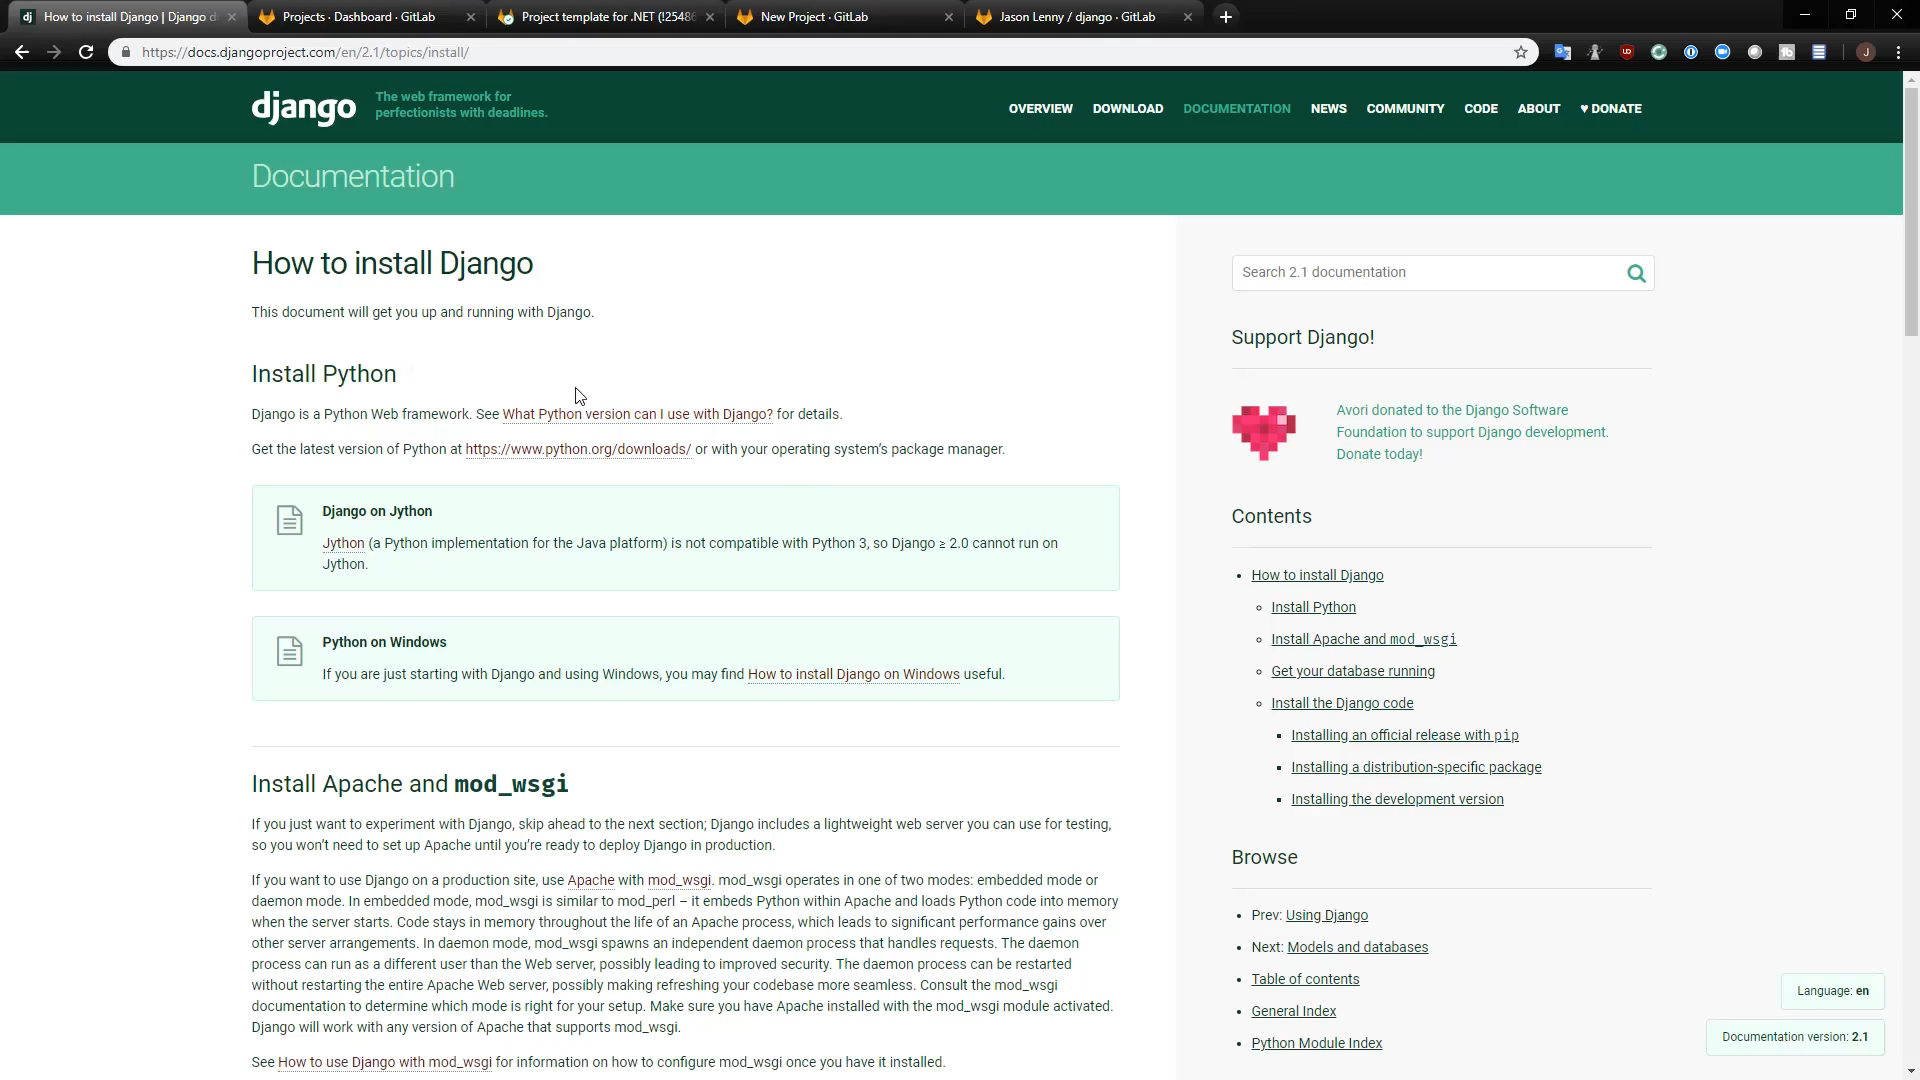 How to install Django | Django d
Projects · Dashboard · GitLab
Project template for .NET (!25486
New Project · GitLab
Jason Lenny / django · GitLab
https://docs.djangoproject.com/en/2.1/topics/install/
J
django
The web framework for
perfectionists with deadlines.
OVERVIEW DOWNLOAD DOCUMENTATION NEWS COMMUNITY CODE ABOUT ♥ DONATE
Documentation
How to install Django
This document will get you up and running with Django.
Install Python
Django is a Python Web framework. See What Python version can I use with Django? for details.
Get the latest version of Python at https://www.python.org/downloads/ or with your operating system's package manager.
Django on Jython
Jython (a Python implementation for the Java platform) is not compatible with Python 3, so Django ≥ 2.0 cannot run on
Jython.
Python on Windows
If you are just starting with Django and using Windows, you may find How to install Django on Windows useful.
Install Apache and mod_wsgi
If you just want to experiment with Django, skip ahead to the next section; Django includes a lightweight web server you can use for testing,
so you won't need to set up Apache until you're ready to deploy Django in production.
If you want to use Django on a production site, use Apache with mod_wsgi. mod_wsgi operates in one of two modes: embedded mode or
daemon mode. In embedded mode, mod_wsgi is similar to mod_perl – it embeds Python within Apache and loads Python code into memory
when the server starts. Code stays in memory throughout the life of an Apache process, which leads to significant performance gains over
other server arrangements. In daemon mode, mod_wsgi spawns an independent daemon process that handles requests. The daemon
process can run as a different user than the Web server, possibly leading to improved security. The daemon process can be restarted
without restarting the entire Apache Web server, possibly making refreshing your codebase more seamless. Consult the mod_wsgi
documentation to determine which mode is right for your setup. Make sure you have Apache installed with the mod_wsgi module activated.
Django will work with any version of Apache that supports mod_wsgi.
See How to use Django with mod_wsgi for information on how to configure mod_wsgi once you have it installed.
Search 2.1 documentation
Support Django!
Avori donated to the Django Software
Foundation to support Django development.
Donate today!
Contents
How to install Django
Install Python
Install Apache and mod_wsgi
Get your database running
Install the Django code
Installing an official release with pip
Installing a distribution-specific package
Installing the development version
Browse
Prev: Using Django
Next: Models and databases
Table of contents
General Index
Python Module Index
Language: en
Documentation version: 2.1